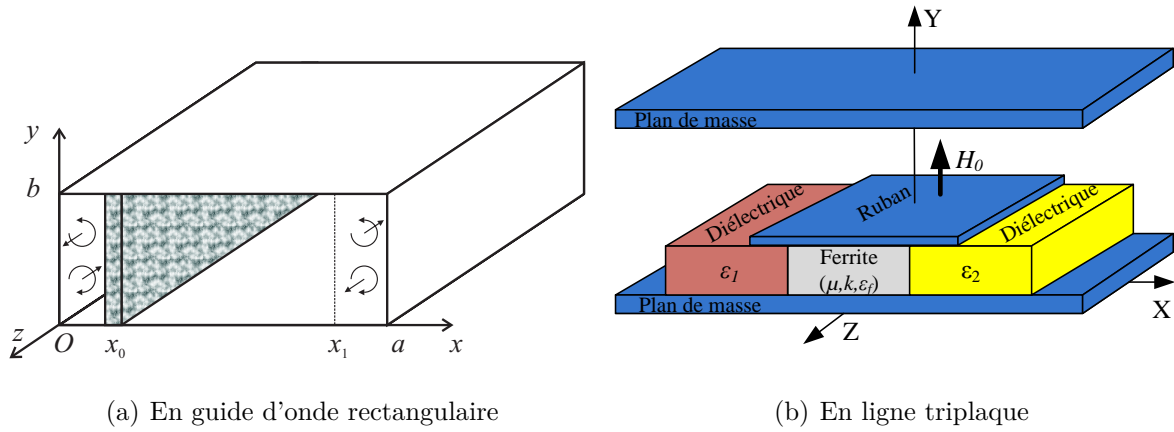 y
b
z
O
x₀
x₁
a
x
Y
Plan de masse
H₀
Ruban
Diélectrique
Diélectrique
ε₁
Ferrite
(μ,k,ε_f)
ε₂
Plan de masse
X
Z
(a) En guide d'onde rectangulaire
(b) En ligne triplaque